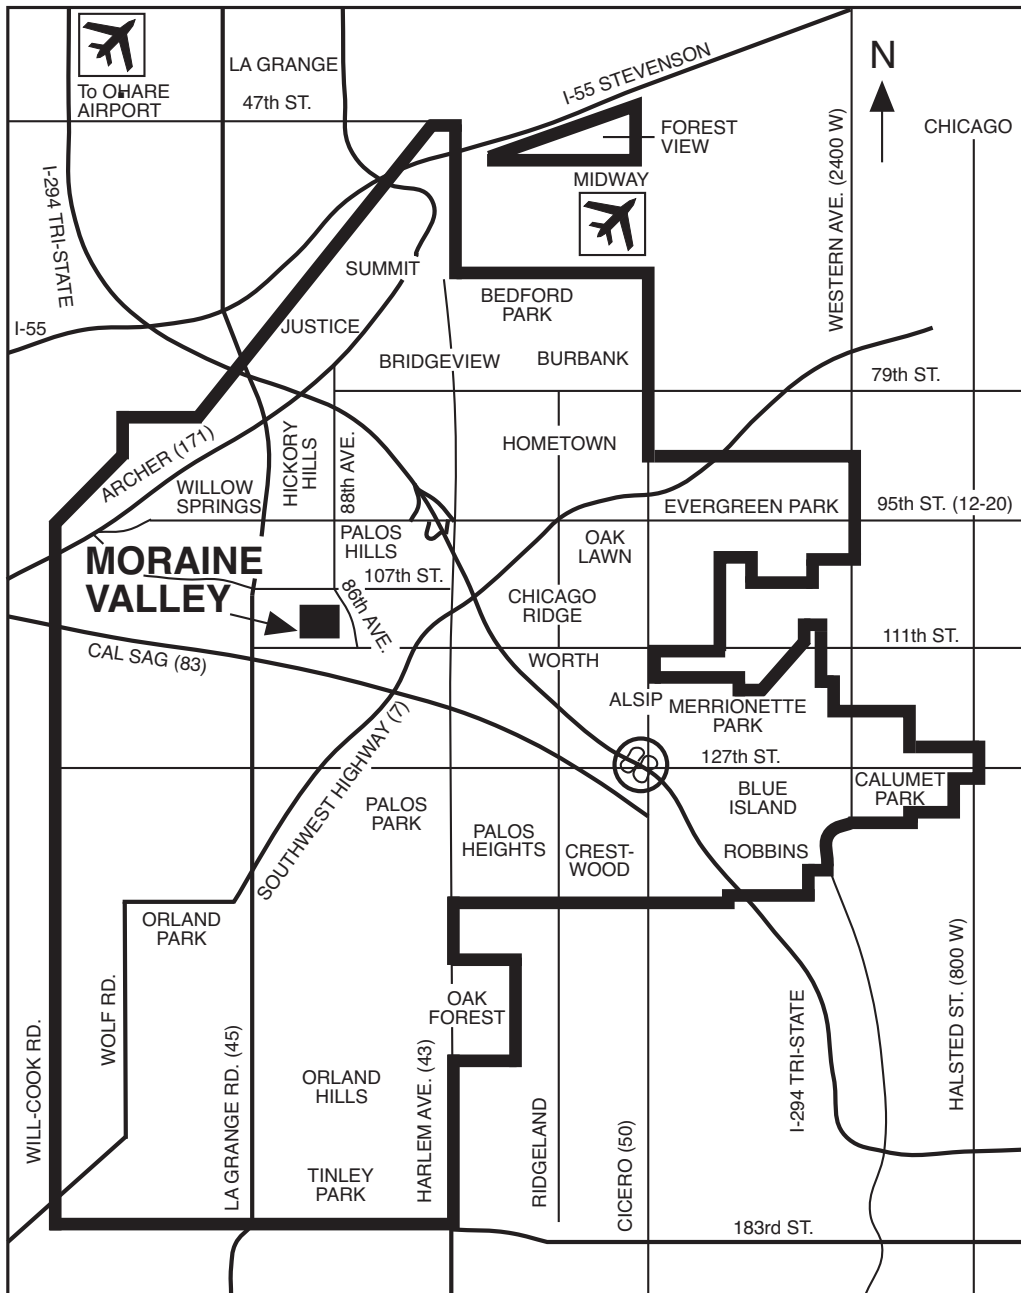 LA GRANGE
To OHARE
AIRPORT
47th ST.
I-55 STEVENSON
N
FOREST
VIEW
CHICAGO
MIDWAY
WESTERN AVE. (2400 W)
I-294 TRI-STATE
SUMMIT
BEDFORD
PARK
I-55
JUSTICE
BRIDGEVIEW
BURBANK
79th ST.
ARCHER (171)
HICKORY
HILLS
88th AVE.
HOMETOWN
WILLOW
SPRINGS
EVERGREEN PARK
95th ST. (12-20)
PALOS
HILLS
OAK
LAWN
MORAINE
VALLEY
107th ST.
86th AVE.
CHICAGO
RIDGE
111th ST.
CAL SAG (83)
WORTH
ALSIP
MERRIONETTE
PARK
SOUTHWEST HIGHWAY (7)
127th ST.
BLUE
ISLAND
CALUMET
PARK
PALOS
PARK
PALOS
HEIGHTS
CREST-
WOOD
ROBBINS
ORLAND
PARK
WILL-COOK RD.
WOLF RD.
LA GRANGE RD. (45)
OAK
FOREST
HARLEM AVE. (43)
ORLAND
HILLS
RIDGELAND
CICERO (50)
I-294 TRI-STATE
HALSTED ST. (800 W)
TINLEY
PARK
183rd ST.